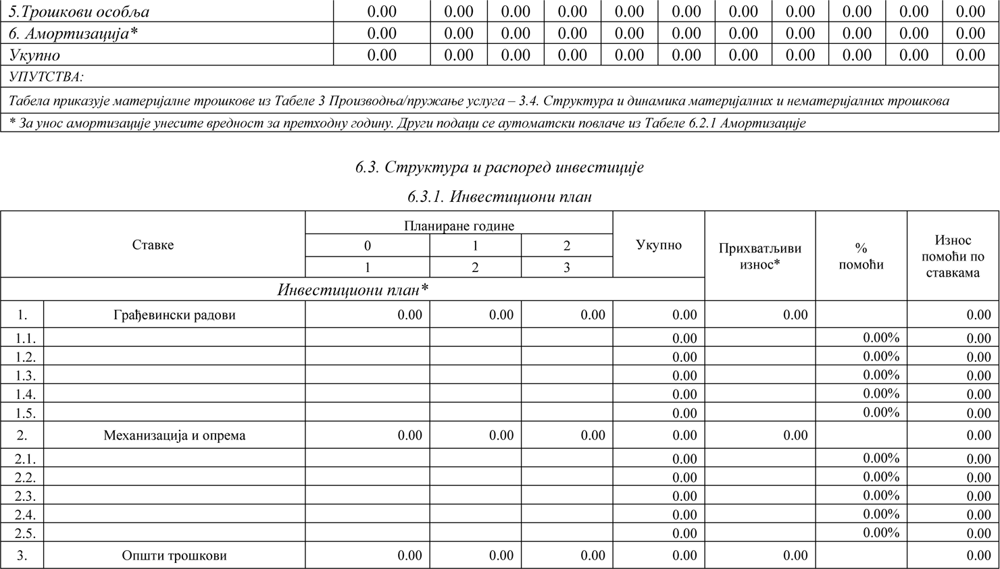 5.Трошкови особља 0.00 0.00 0.00 0.00 0.00 0.00 0.00 0.00 0.00 0.00 0.00
6. Амортизација* 0.00 0.00 0.00 0.00 0.00 0.00 0.00 0.00 0.00 0.00 0.00
Укупно 0.00 0.00 0.00 0.00 0.00 0.00 0.00 0.00 0.00 0.00 0.00
УПУТСТВА:
Табела приказује материјалне трошкове из Табеле 3 Производња/пружање услуга – 3.4. Структура и динамика материјалних и нематеријалних трошкова
* За унос амортизације унесите вредност за претходну годину. Други подаци се аутоматски повлаче из Табеле 6.2.1 Амортизације
6.3. Структура и распоред инвестиције
6.3.1. Инвестициони план
Ставке
Планиране године
0 1 2
1 2 3
Укупно
Прихватљиви
износ*
%
помоћи
Износ
помоћи по
ставкама
Инвестициони план*
1. Грађевински радови 0.00 0.00 0.00 0.00 0.00 0.00
1.1. 0.00 0.00% 0.00
1.2. 0.00 0.00% 0.00
1.3. 0.00 0.00% 0.00
1.4. 0.00 0.00% 0.00
1.5. 0.00 0.00% 0.00
2. Механизација и опрема 0.00 0.00 0.00 0.00 0.00 0.00
2.1. 0.00 0.00% 0.00
2.2. 0.00 0.00% 0.00
2.3. 0.00 0.00% 0.00
2.4. 0.00 0.00% 0.00
2.5. 0.00 0.00% 0.00
3. Општи трошкови 0.00 0.00 0.00 0.00 0.00 0.00